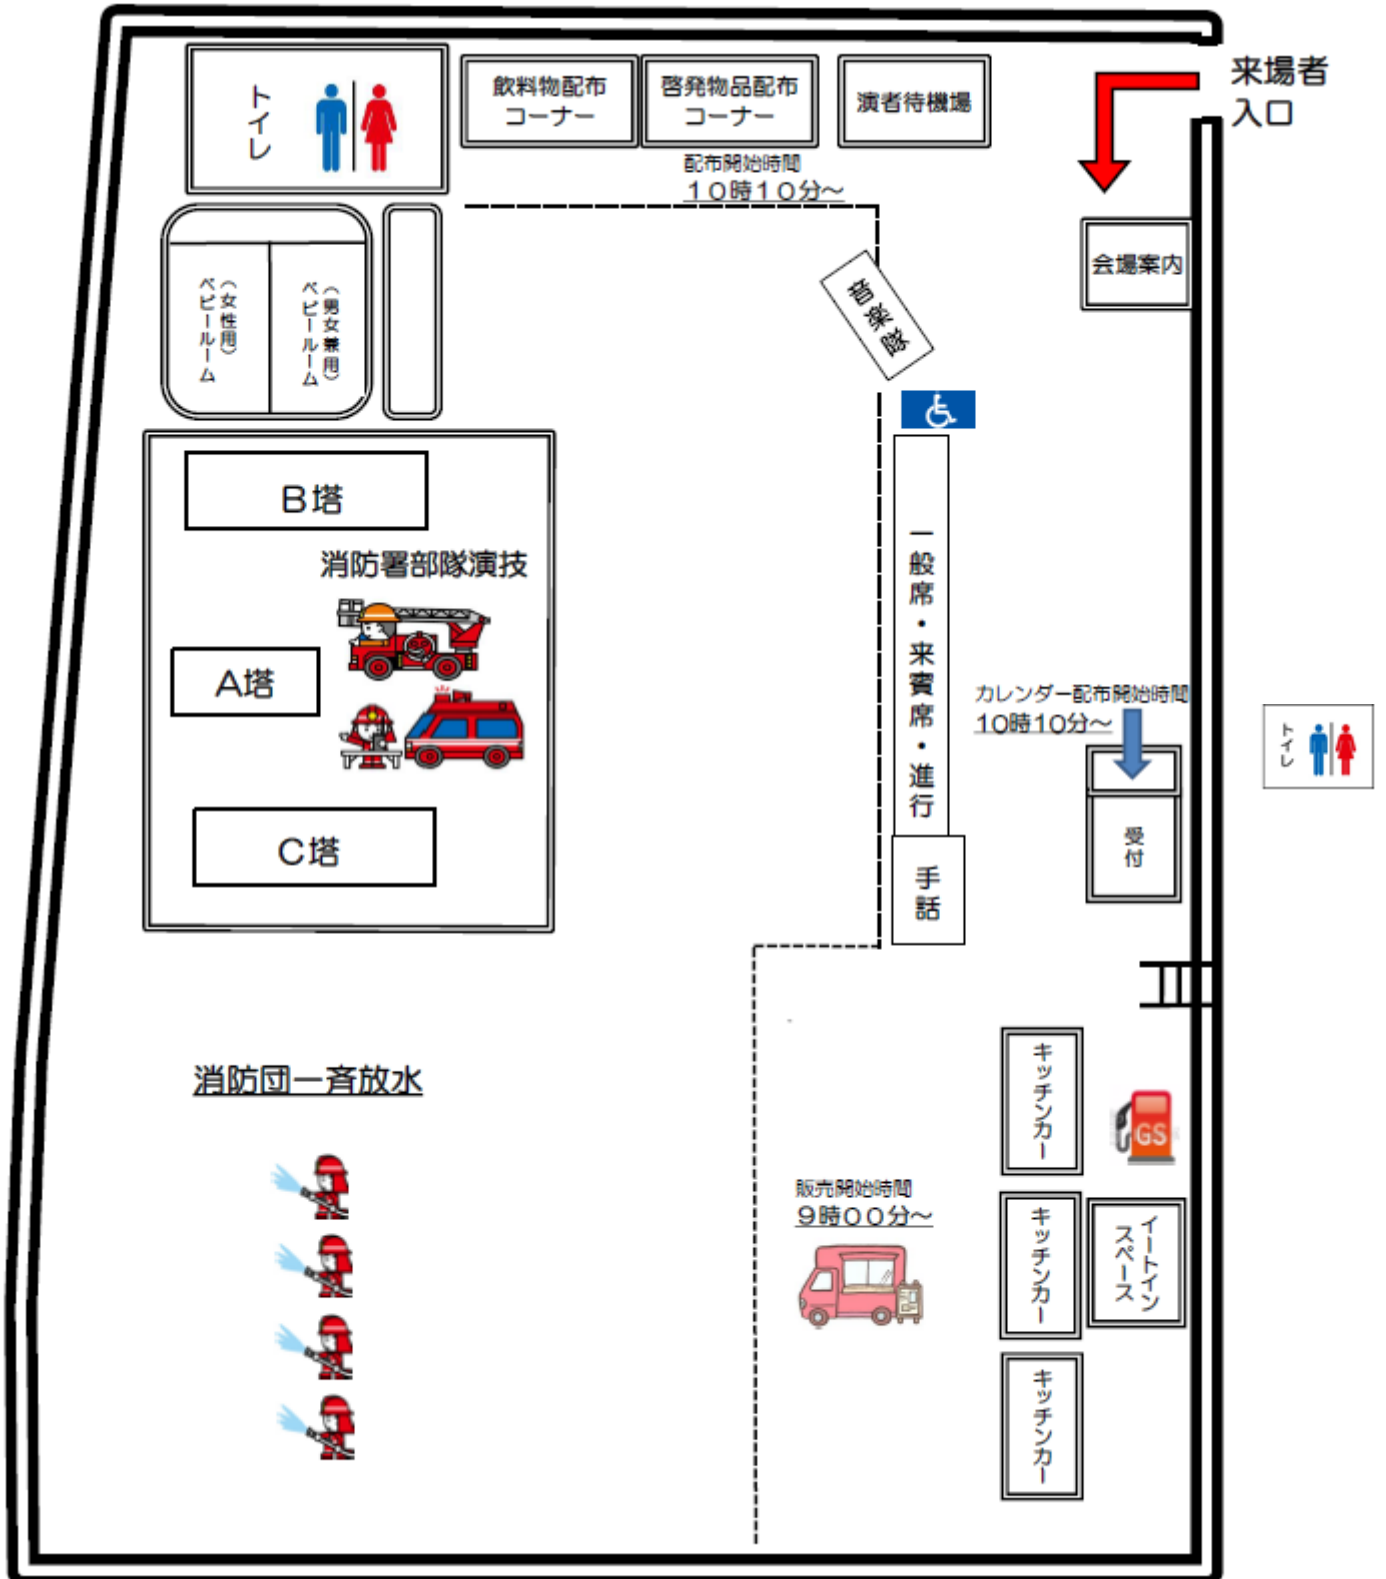 来場者
入口
トイレ
飲料物配布
コーナー
啓発物品配布
コーナー
演者待機場
配布開始時間
10時10分～
会場案内
音楽隊
(女性用)
ベビールーム
(男女兼用)
ベビールーム
B塔
消防署部隊演技
A塔
C塔
一般席・来賓席・進行
手話
カレンダー配布開始時間
10時10分～
受付
トイレ
消防団一斉放水
キッチンカー
GS
販売開始時間
9時00分～
キッチンカー
イートイン
スペース
キッチンカー